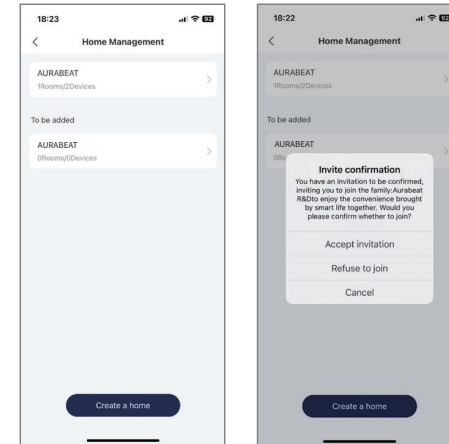 18:23
92
Home Management
AURABEAT
1Rooms/2Devices
To be added
AURABEAT
0Rooms/0Devices
Create a home
18:22
92
Home Management
AURABEAT
1Rooms/2Devices
To be added
AURABEAT
0Ro
Invite confirmation
You have an invitation to be confirmed,
inviting you to join the family:Aurabeat
R&Dto enjoy the convenience brought
by smart life together. Would you
please confirm whether to join?
Accept invitation
Refuse to join
Cancel
Create a home